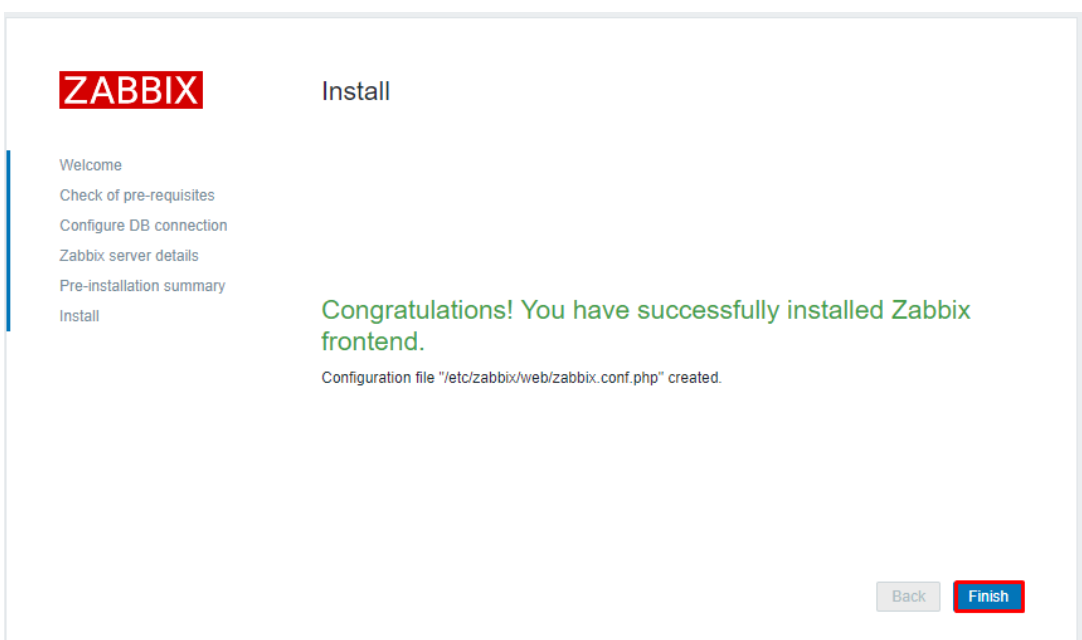 ZABBIX
Install
Welcome
Check of pre-requisites
Configure DB connection
Zabbix server details
Pre-installation summary
Install
Congratulations! You have successfully installed Zabbix
frontend.
Configuration file "/etc/zabbix/web/zabbix.conf.php" created.
Back
Finish